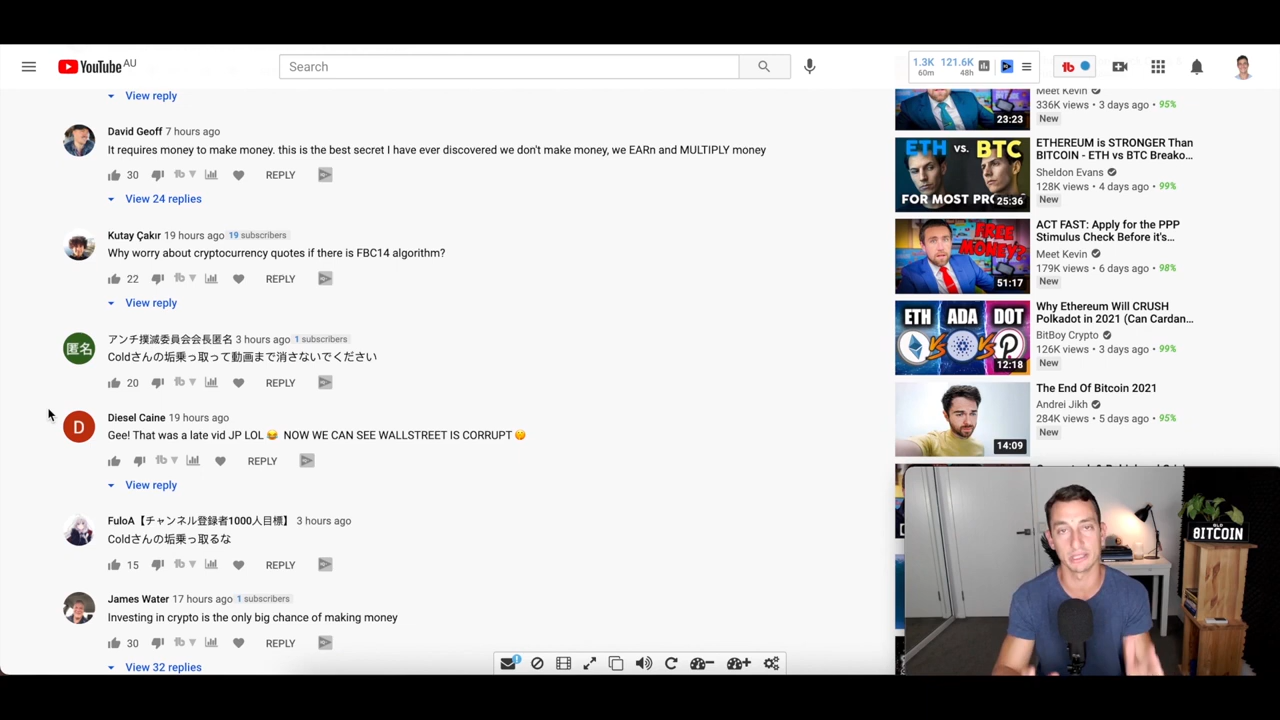 YouTube AU
Search
1.3K 121.6K
60m 48h
View reply
David Geoff 7 hours ago
It requires money to make money. this is the best secret I have ever discovered we don't make money, we EARn and MULTIPLY money
30 REPLY
View 24 replies
Kutay Çakır 19 hours ago 19 subscribers
Why worry about cryptocurrency quotes if there is FBC14 algorithm?
22 REPLY
View reply
匿名
アンチ撲滅委員会会長匿名 3 hours ago 1 subscribers
Coldさんの垢乗っ取って動画まで消さないでください
20 REPLY
D
Diesel Caine 19 hours ago
Gee! That was a late vid JP LOL 😂 NOW WE CAN SEE WALLSTREET IS CORRUPT 🤭
REPLY
View reply
FuloA【チャンネル登録者1000人目標】 3 hours ago
Coldさんの垢乗っ取るな
15 REPLY
James Water 17 hours ago 1 subscribers
Investing in crypto is the only big chance of making money
30 REPLY
View 32 replies
23:23
Meet Kevin
336K views • 3 days ago • 95%
New
ETH vs. BTC
FOR MOST PRO
25:36
ETHEREUM is STRONGER Than
BITCOIN - ETH vs BTC Breako...
Sheldon Evans
128K views • 4 days ago • 99%
New
FREE
MONEY?
51:17
ACT FAST: Apply for the PPP
Stimulus Check Before it's...
Meet Kevin
179K views • 6 days ago • 98%
New
ETH VS ADA VS DOT
12:18
Why Ethereum Will CRUSH
Polkadot in 2021 (Can Cardan...
BitBoy Crypto
126K views • 3 days ago • 99%
New
14:09
The End Of Bitcoin 2021
Andrei Jikh
284K views • 5 days ago • 95%
New
BITCOIN